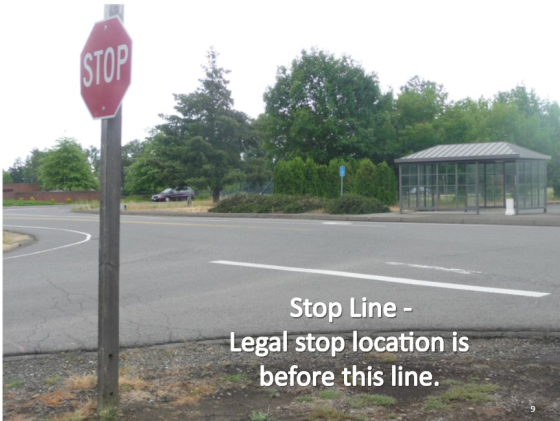 STOP
Stop Line -
Legal stop location is
before this line.
9